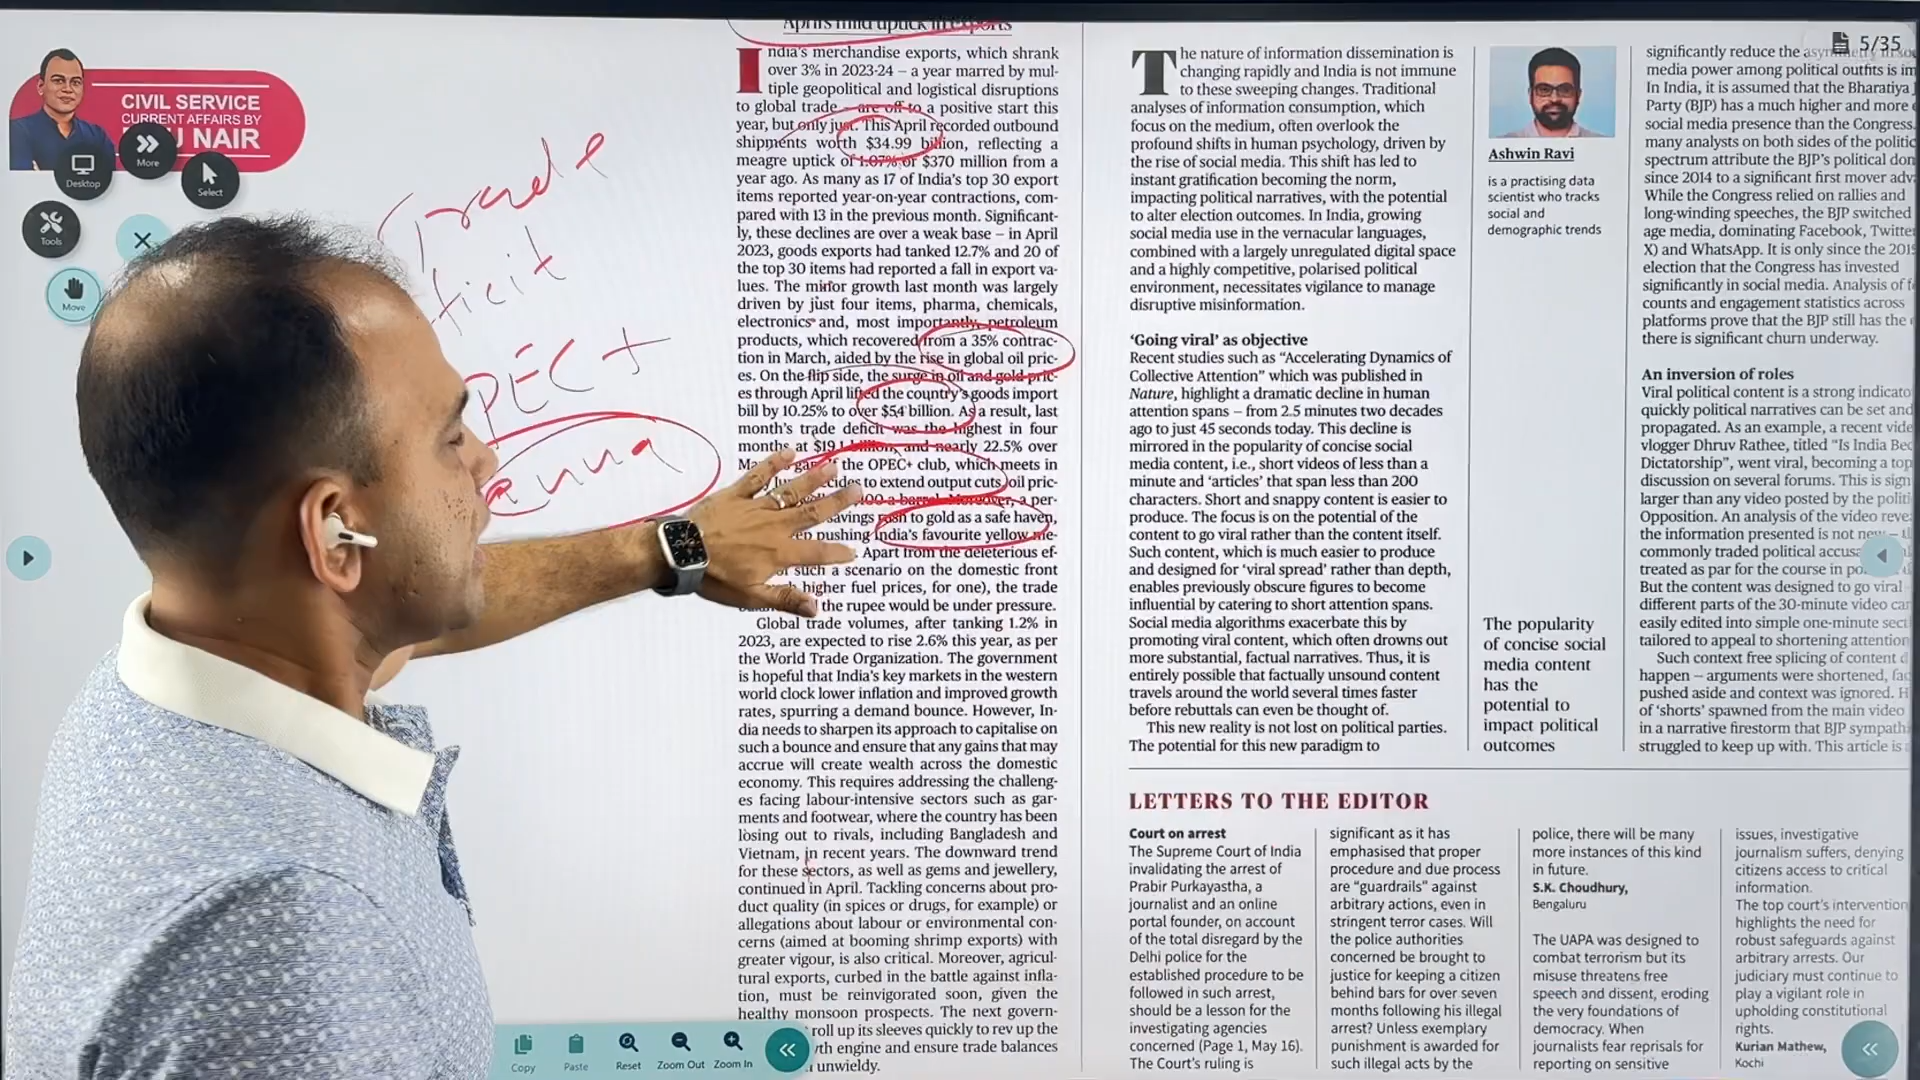 April's mild uptick in exports
India's merchandise exports, which shrank
over 3% in 2023-24 – a year marred by mul-
tiple geopolitical and logistical disruptions
to global trade – are off to a positive start this
year, but only just. This April recorded outbound
shipments worth $34.99 billion, reflecting a
meagre uptick of 1.07% or $370 million from a
year ago. As many as 17 of India's top 30 export
items reported year-on-year contractions, com-
pared with 13 in the previous month. Significant-
ly, these declines are over a weak base – in April
2023, goods exports had tanked 12.7% and 20 of
the top 30 items had reported a fall in export va-
lues. The minor growth last month was largely
driven by just four items, pharma, chemicals,
electronics and, most importantly, petroleum
products, which recovered from a 35% contrac-
tion in March, aided by the rise in global oil pric-
es. On the flip side, the surge in oil and gold pric-
es through April lifted the country's goods import
bill by 10.25% to over $54 billion. As a result, last
month's trade deficit was the highest in four
months at $19.1 billion, and nearly 22.5% over
the OPEC+ club, which meets in
to extend output cuts, oil pric-
100 a barrel. Moreover, a per-
savings rush to gold as a safe haven,
pushing India's favourite yellow me-
Apart from the deleterious ef-
such a scenario on the domestic front
higher fuel prices, for one), the trade
the rupee would be under pressure.
Global trade volumes, after tanking 1.2% in
2023, are expected to rise 2.6% this year, as per
the World Trade Organization. The government
is hopeful that India's key markets in the western
world clock lower inflation and improved growth
rates, spurring a demand bounce. However, In-
dia needs to sharpen its approach to capitalise on
such a bounce and ensure that any gains that may
accrue will create wealth across the domestic
economy. This requires addressing the challeng-
es facing labour-intensive sectors such as gar-
ments and footwear, where the country has been
losing out to rivals, including Bangladesh and
Vietnam, in recent years. The downward trend
for these sectors, as well as gems and jewellery,
continued in April. Tackling concerns about pro-
duct quality (in spices or drugs, for example) or
allegations about labour or environmental con-
cerns (aimed at booming shrimp exports) with
greater vigour, is also critical. Moreover, agricul-
tural exports, curbed in the battle against infla-
tion, must be reinvigorated soon, given the
healthy monsoon prospects. The next govern-
roll up its sleeves quickly to rev up the
engine and ensure trade balances
unwieldy.
The nature of information dissemination is
changing rapidly and India is not immune
to these sweeping changes. Traditional
analyses of information consumption, which
focus on the medium, often overlook the
profound shifts in human psychology, driven by
the rise of social media. This shift has led to
instant gratification becoming the norm,
impacting political narratives, with the potential
to alter election outcomes. In India, growing
social media use in the vernacular languages,
combined with a largely unregulated digital space
and a highly competitive, polarised political
environment, necessitates vigilance to manage
disruptive misinformation.
'Going viral' as objective
Recent studies such as "Accelerating Dynamics of
Collective Attention" which was published in
Nature, highlight a dramatic decline in human
attention spans – from 2.5 minutes two decades
ago to just 45 seconds today. This decline is
mirrored in the popularity of concise social
media content, i.e., short videos of less than a
minute and 'articles' that span less than 200
characters. Short and snappy content is easier to
produce. The focus is on the potential of the
content to go viral rather than the content itself.
Such content, which is much easier to produce
and designed for 'viral spread' rather than depth,
enables previously obscure figures to become
influential by catering to short attention spans.
Social media algorithms exacerbate this by
promoting viral content, which often drowns out
more substantial, factual narratives. Thus, it is
entirely possible that factually unsound content
travels around the world several times faster
before rebuttals can even be thought of.
This new reality is not lost on political parties.
The potential for this new paradigm to
Ashwin Ravi
is a practising data
scientist who tracks
social and
demographic trends
The popularity
of concise social
media content
has the
potential to
impact political
outcomes
5/35
significantly reduce the asymmetry in so
media power among political outfits is im
In India, it is assumed that the Bharatiya J
Party (BJP) has a much higher and more e
social media presence than the Congress.
many analysts on both sides of the politic
spectrum attribute the BJP's political don
since 2014 to a significant first mover adv
While the Congress relied on rallies and
long-winding speeches, the BJP switched
age media, dominating Facebook, Twitte
X) and WhatsApp. It is only since the 201
election that the Congress has invested
significantly in social media. Analysis of f
counts and engagement statistics across
platforms prove that the BJP still has the
there is significant churn underway.
An inversion of roles
Viral political content is a strong indicato
quickly political narratives can be set and
propagated. As an example, a recent vide
vlogger Dhruv Rathee, titled "Is India Bec
Dictatorship", went viral, becoming a top
discussion on several forums. This is sign
larger than any video posted by the politi
Opposition. An analysis of the video reve
the information presented is not new –
commonly traded political accusa
treated as par for the course in po
But the content was designed to go viral
different parts of the 30-minute video can
easily edited into simple one-minute sect
tailored to appeal to shortening attention
Such context free splicing of content d
happen – arguments were shortened, fac
pushed aside and context was ignored. H
of 'shorts' spawned from the main video
in a narrative firestorm that BJP sympath
struggled to keep up with. This article is
LETTERS TO THE EDITOR
Court on arrest
The Supreme Court of India
invalidating the arrest of
Prabir Purkayastha, a
journalist and an online
portal founder, on account
of the total disregard by the
Delhi police for the
established procedure to be
followed in such arrest,
should be a lesson for the
investigating agencies
concerned (Page 1, May 16).
The Court's ruling is
significant as it has
emphasised that proper
procedure and due process
are "guardrails" against
arbitrary actions, even in
stringent terror cases. Will
the police authorities
concerned be brought to
justice for keeping a citizen
behind bars for over seven
months following his illegal
arrest? Unless exemplary
punishment is awarded for
such illegal acts by the
police, there will be many
more instances of this kind
in future.
S.K. Choudhury,
Bengaluru
The UAPA was designed to
combat terrorism but its
misuse threatens free
speech and dissent, eroding
the very foundations of
democracy. When
journalists fear reprisals for
reporting on sensitive
issues, investigative
journalism suffers, denying
citizens access to critical
information.
The top court's intervention
highlights the need for
robust safeguards against
arbitrary arrests. Our
judiciary must continue to
play a vigilant role in
upholding constitutional
rights.
Kurian Mathew,
Kochi
CIVIL SERVICE
CURRENT AFFAIRS BY
NAIR
Desktop
More
Select
Tools
Move
Trade
PEC+
Copy
Paste
Reset
Zoom Out
Zoom In